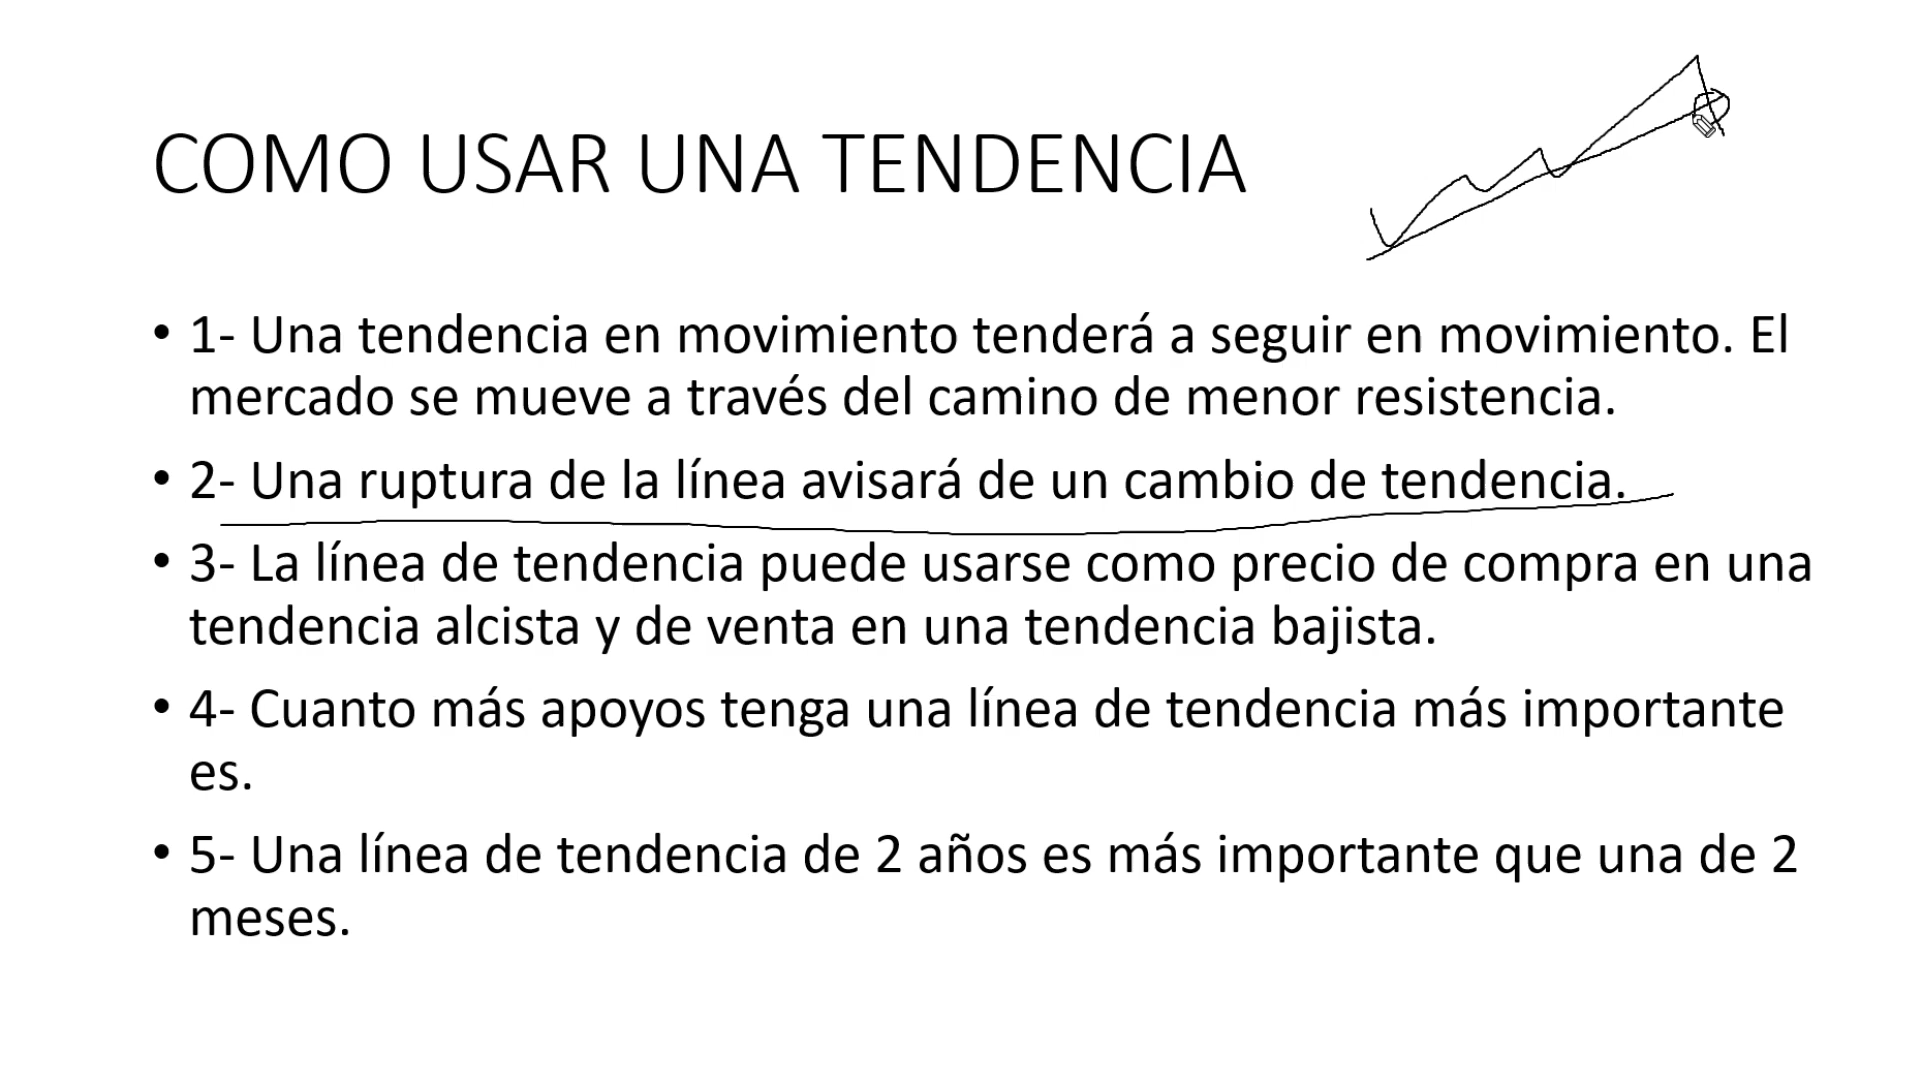 COMO USAR UNA TENDENCIA
• 1- Una tendencia en movimiento tenderá a seguir en movimiento. El
mercado se mueve a través del camino de menor resistencia.
• 2- Una ruptura de la línea avisará de un cambio de tendencia.
• 3- La línea de tendencia puede usarse como precio de compra en una
tendencia alcista y de venta en una tendencia bajista.
• 4- Cuanto más apoyos tenga una línea de tendencia más importante
es.
• 5- Una línea de tendencia de 2 años es más importante que una de 2
meses.